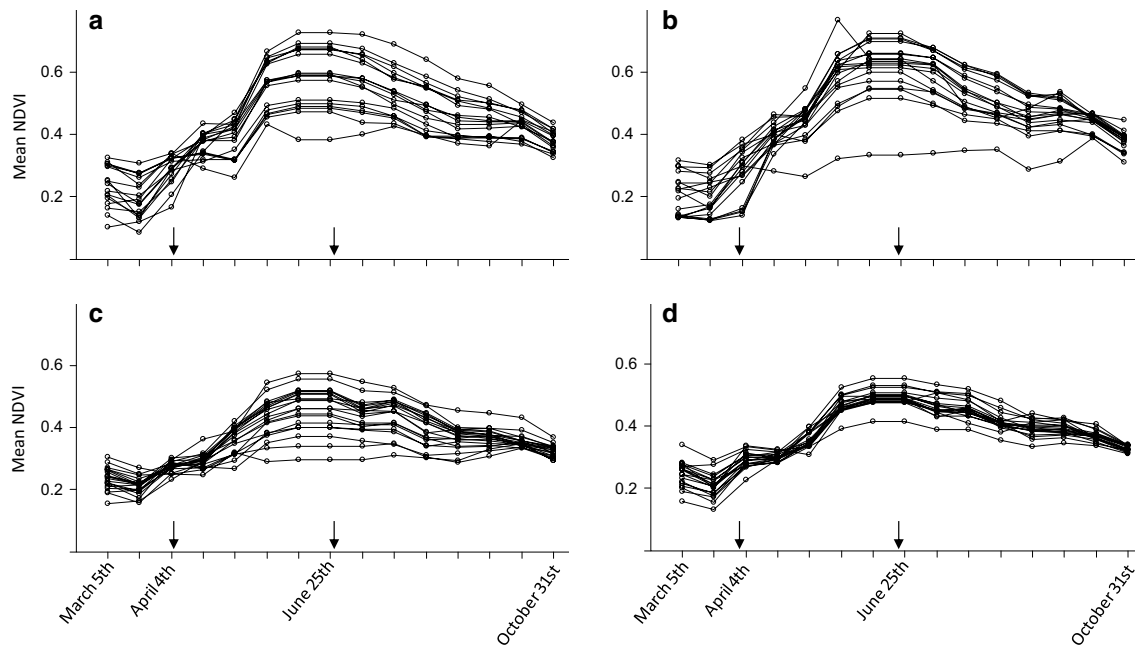 a
b
Mean NDVI
0.6
0.4
0.2
0.6
0.4
0.2
c
d
Mean NDVI
0.6
0.4
0.2
0.6
0.4
0.2
March 5th
April 4th
June 25th
October 31st
March 5th
April 4th
June 25th
October 31st